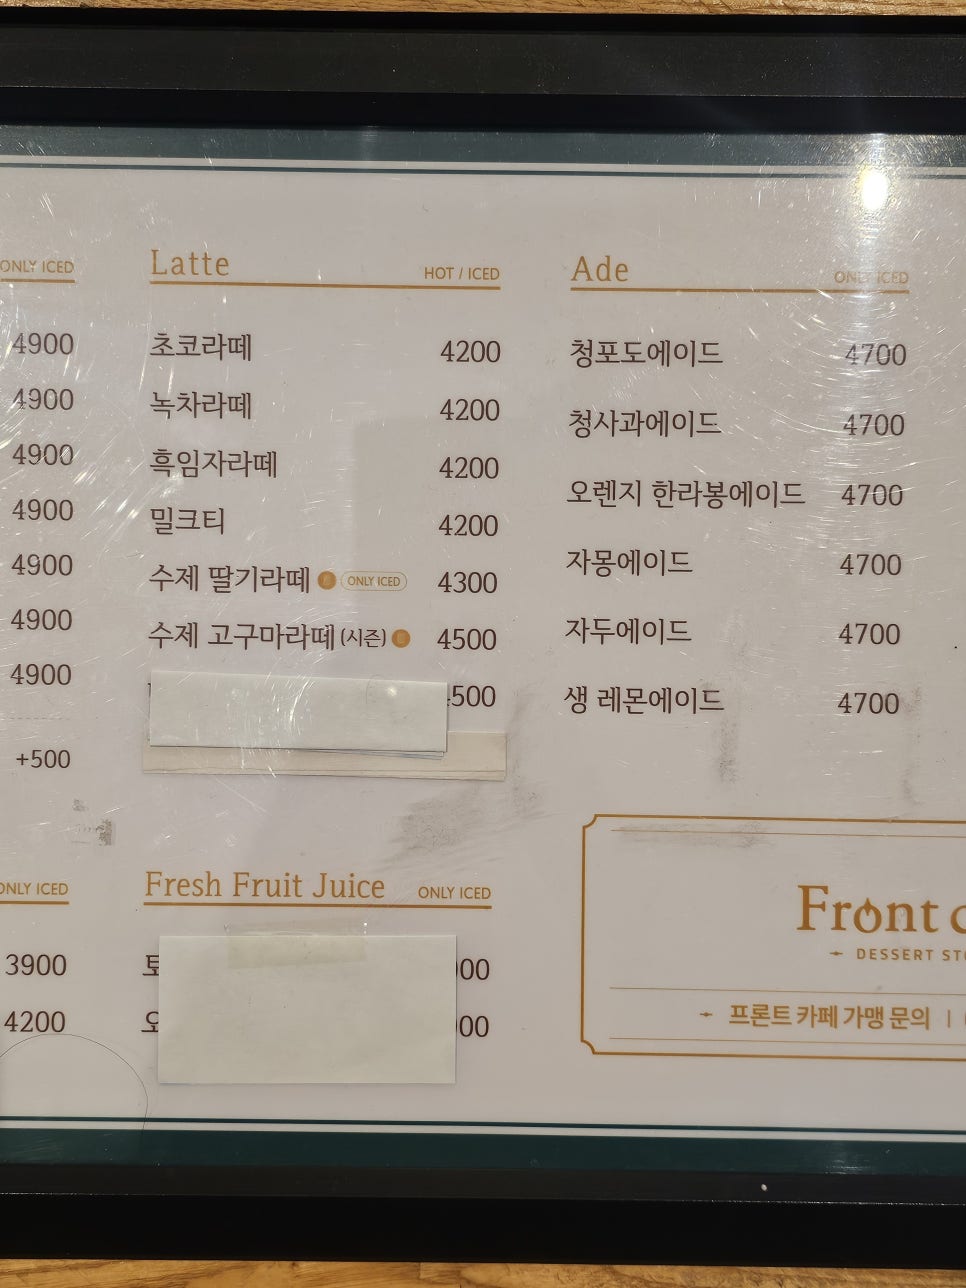 ONLY ICED
4900
4900
4900
4900
4900
4900
4900
+500
ONLY ICED
3900
4200
Latte HOT / ICED
초코라떼 4200
녹차라떼 4200
흑임자라떼 4200
밀크티 4200
수제 딸기라떼 ONLY ICED 4300
수제 고구마라떼 (시즌) 4500
500
Fresh Fruit Juice ONLY ICED
토 00
오 00
Ade ONLY ICED
청포도에이드 4700
청사과에이드 4700
오렌지 한라봉에이드 4700
자몽에이드 4700
자두에이드 4700
생 레몬에이드 4700
Front
DESSERT
프론트 카페 가맹 문의 |